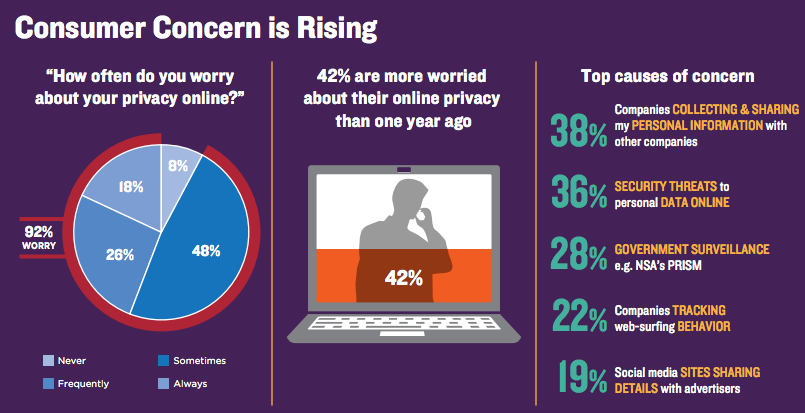 Consumer Concern is Rising
“How often do you worry
about your privacy online?”
8%
18%
48%
26%
92%
WORRY
Never
Sometimes
Frequently
Always
42% are more worried
about their online privacy
than one year ago
42%
Top causes of concern
38%
Companies COLLECTING & SHARING
my PERSONAL INFORMATION with
other companies
36%
SECURITY THREATS to
personal DATA ONLINE
28%
GOVERNMENT SURVEILLANCE
e.g. NSA's PRISM
22%
Companies TRACKING
web-surfing BEHAVIOR
19%
Social media SITES SHARING
DETAILS with advertisers